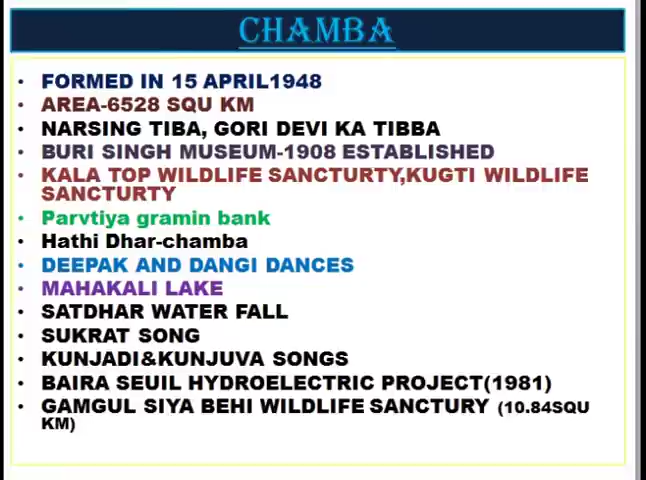 CHAMBA
• FORMED IN 15 APRIL1948
• AREA-6528 SQU KM
• NARSING TIBA, GORI DEVI KA TIBBA
• BURI SINGH MUSEUM-1908 ESTABLISHED
• KALA TOP WILDLIFE SANCTURTY,KUGTI WILDLIFE
SANCTURTY
• Parvtiya gramin bank
• Hathi Dhar-chamba
• DEEPAK AND DANGI DANCES
• MAHAKALI LAKE
• SATDHAR WATER FALL
• SUKRAT SONG
• KUNJADI&KUNJUVA SONGS
• BAIRA SEUIL HYDROELECTRIC PROJECT(1981)
• GAMGUL SIYA BEHI WILDLIFE SANCTURY (10.84SQU
KM)